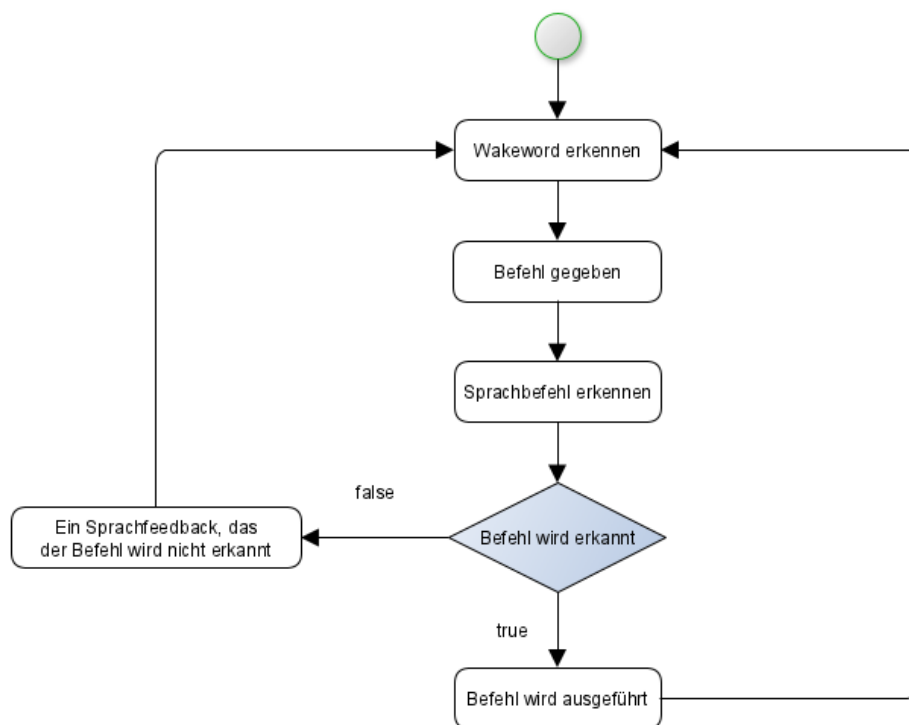 Wakeword erkennen
Befehl gegeben
Sprachbefehl erkennen
Befehl wird erkannt
false
Ein Sprachfeedback, das
der Befehl wird nicht erkannt
true
Befehl wird ausgeführt